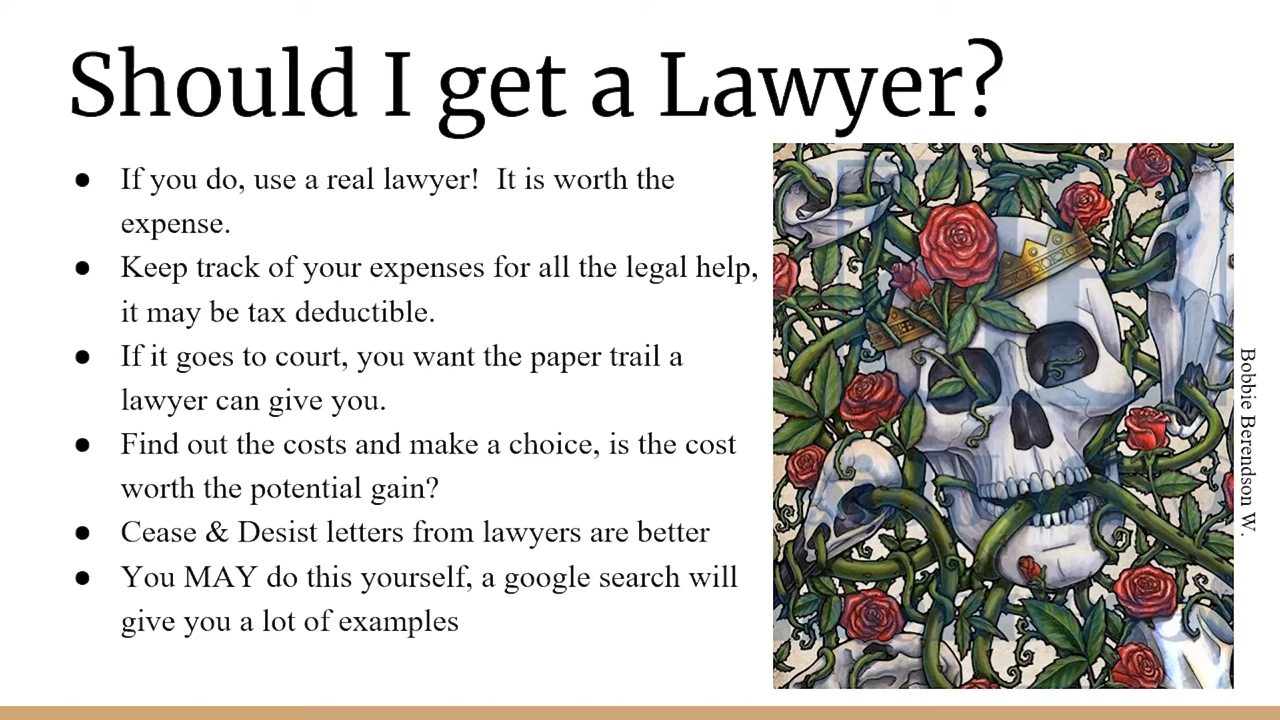 Should I get a Lawyer?
● If you do, use a real lawyer!  It is worth the
expense.
● Keep track of your expenses for all the legal help,
it may be tax deductible.
● If it goes to court, you want the paper trail a
lawyer can give you.
● Find out the costs and make a choice, is the cost
worth the potential gain?
● Cease & Desist letters from lawyers are better
● You MAY do this yourself, a google search will
give you a lot of examples
Bobbie Berendson W.